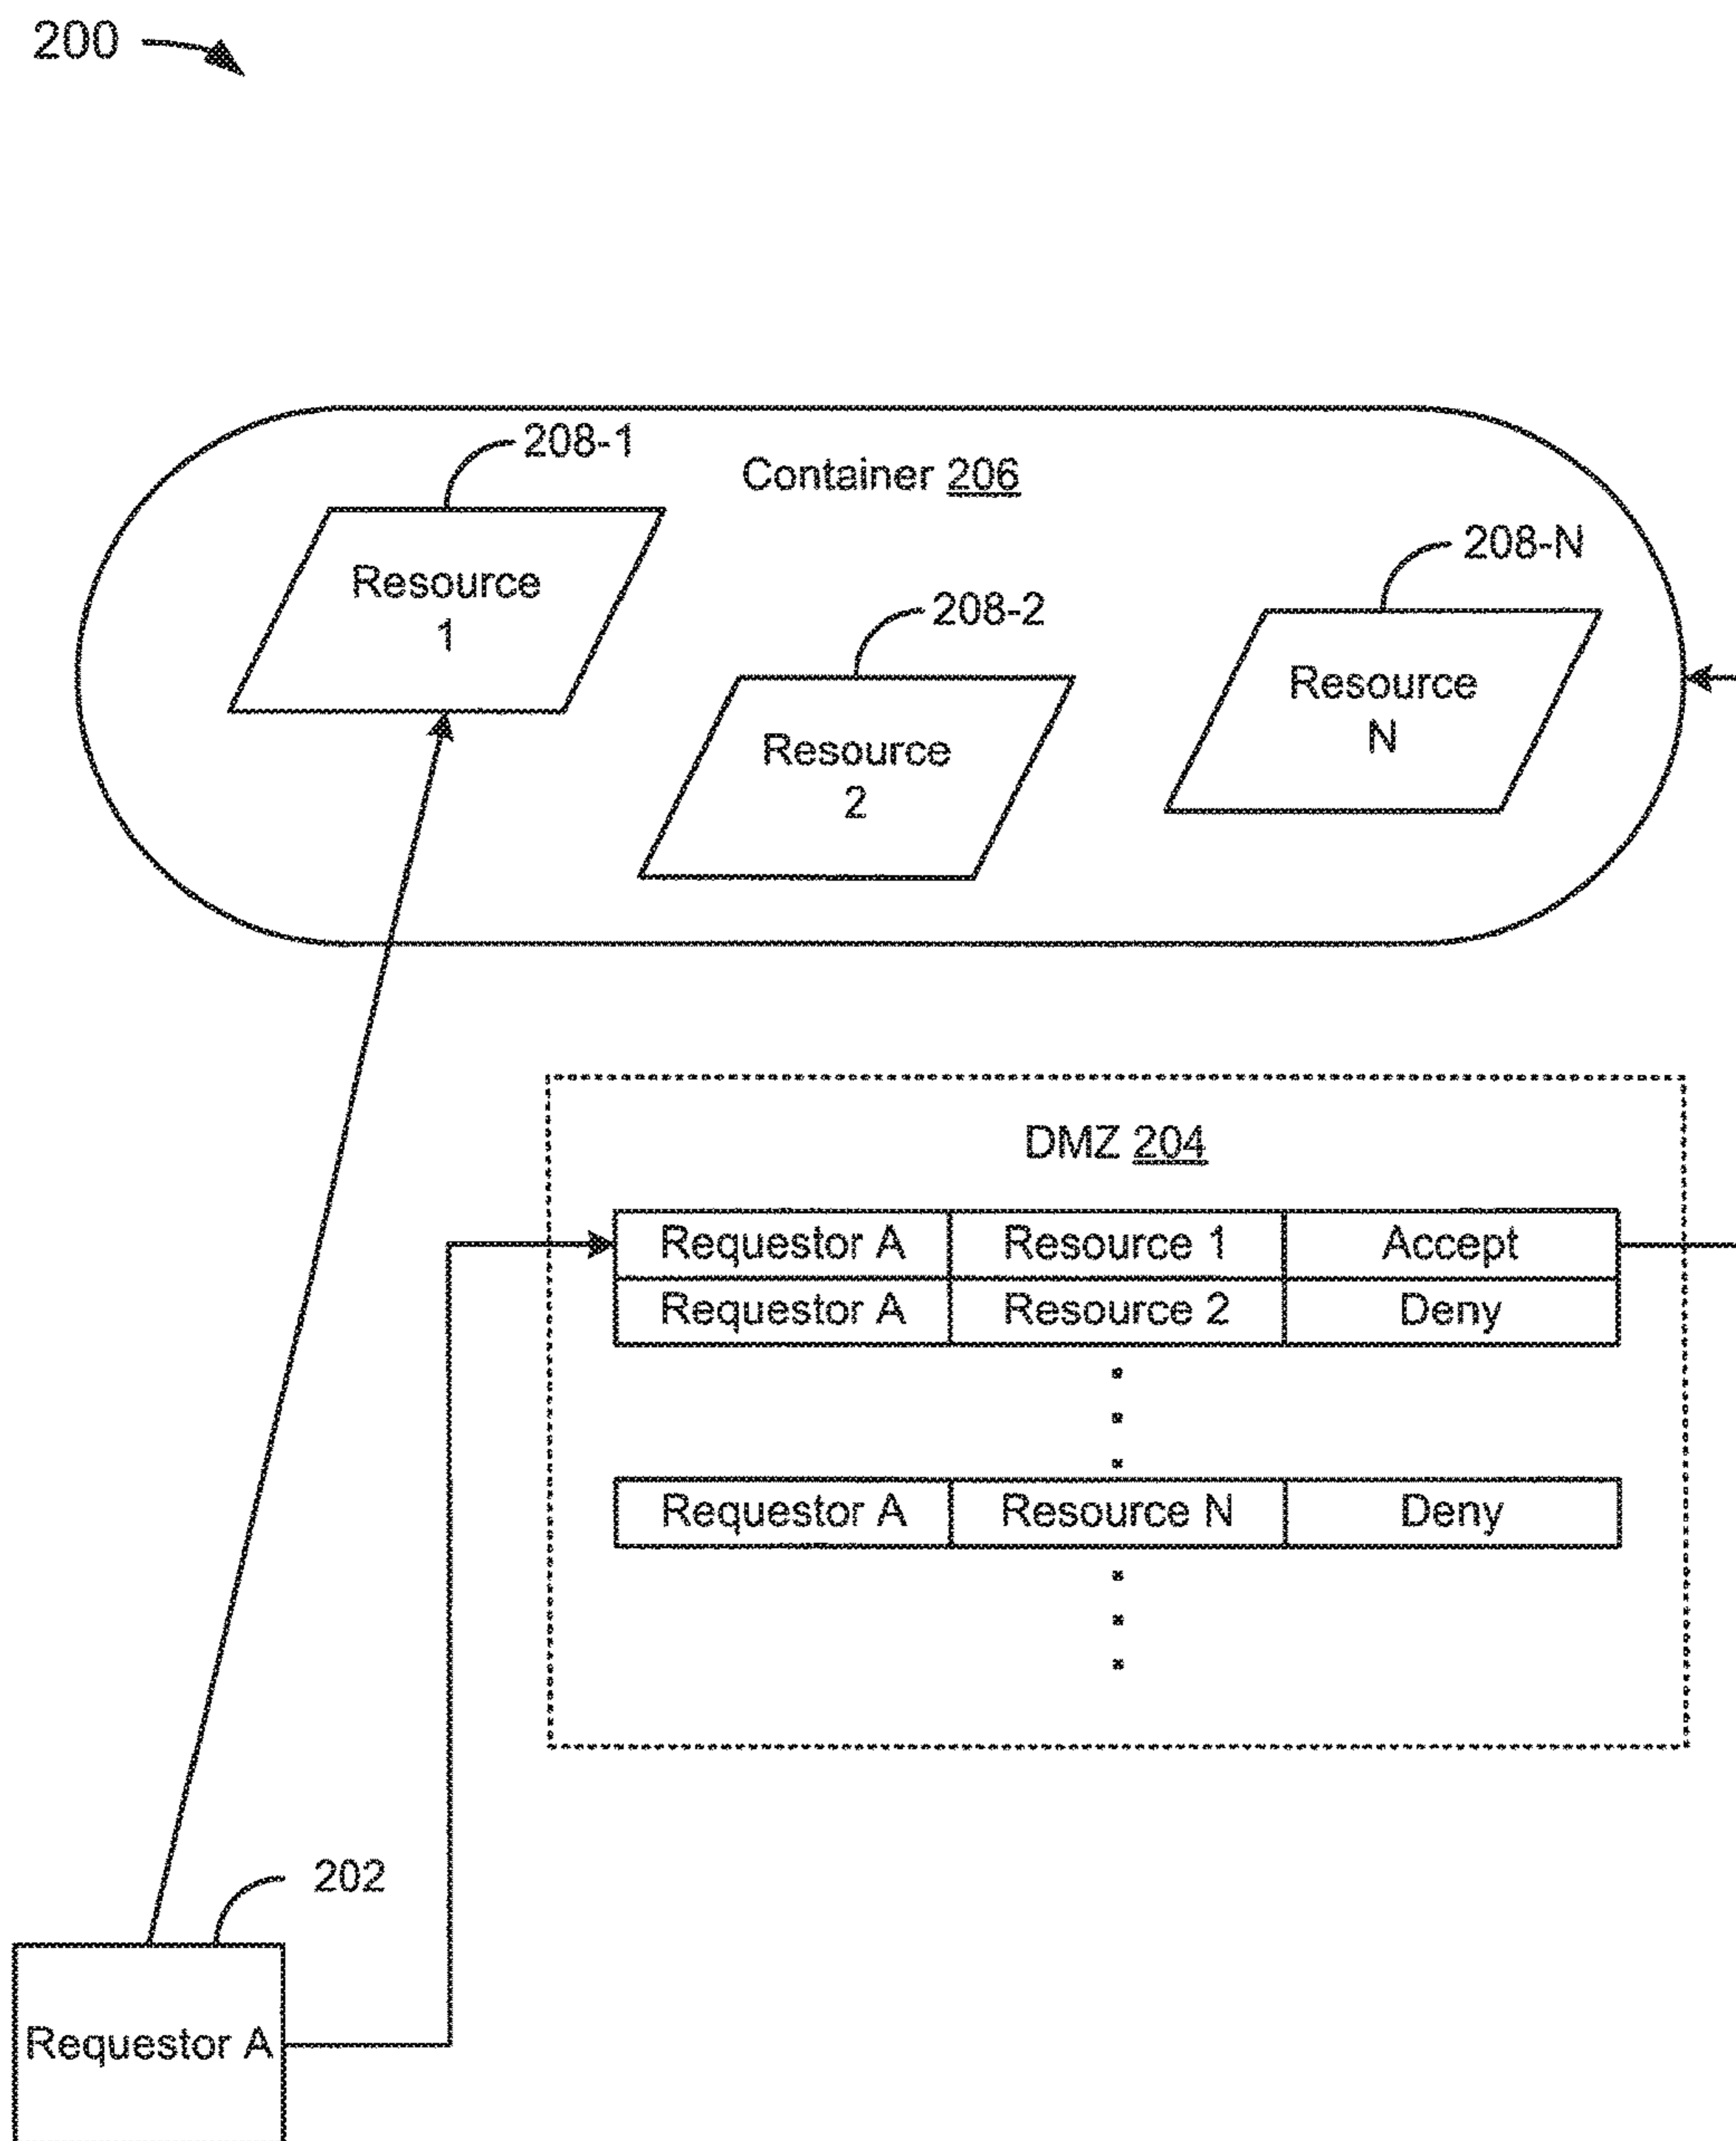 200
208-1
Container 206
208-N
Resource
1
208-2
Resource
N
Resource
2
DMZ 204
Requestor A Resource 1 Accept
Requestor A Resource 2 Deny
Requestor A Resource N Deny
202
Requestor A